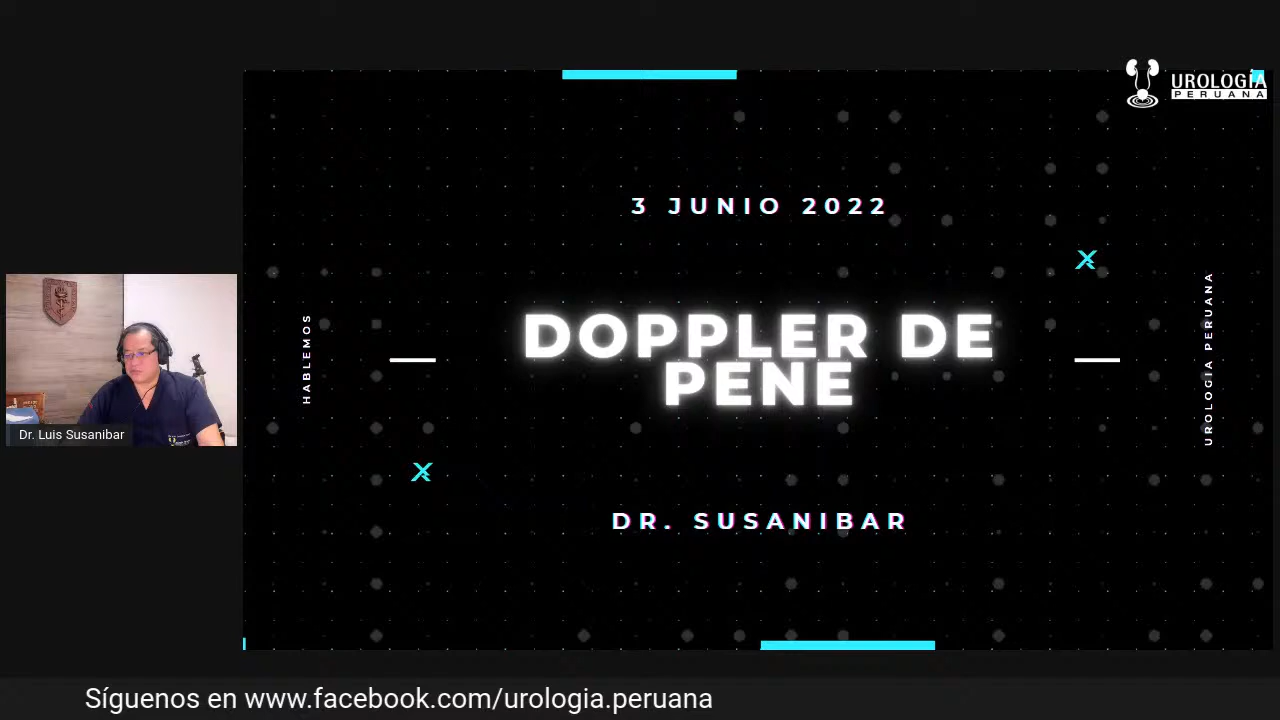 UROLOGÍA
PERUANA
3 JUNIO 2022
HABLEMOS
DOPPLER DE
PENE
UROLOGIA PERUANA
Dr. Luis Susanibar
DR. SUSANIBAR
Síguenos en www.facebook.com/urologia.peruana